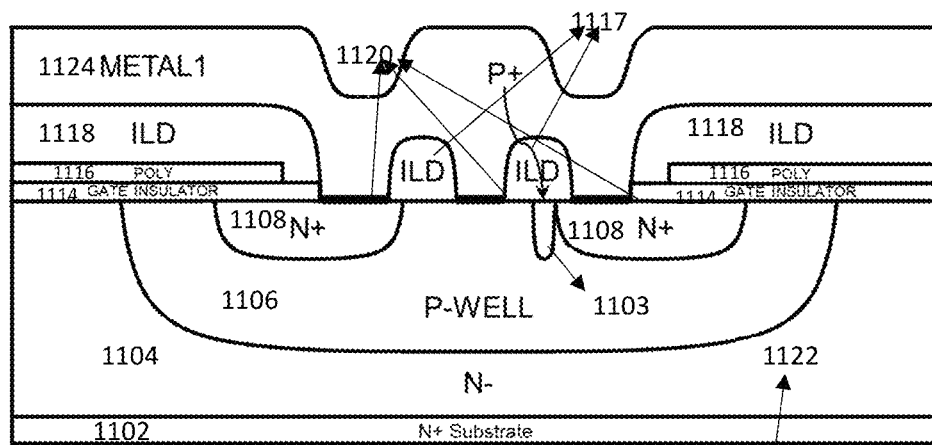 1117
1120
1124 METAL1
P+
1118 ILD
1118 ILD
ILD
ILD
1116 POLY
1116 POLY
1114 GATE INSULATOR
1114 GATE INSULATOR
1108 N+
1108 N+
1106
P-WELL
1103
1104
1122
N-
1102
N+ Substrate